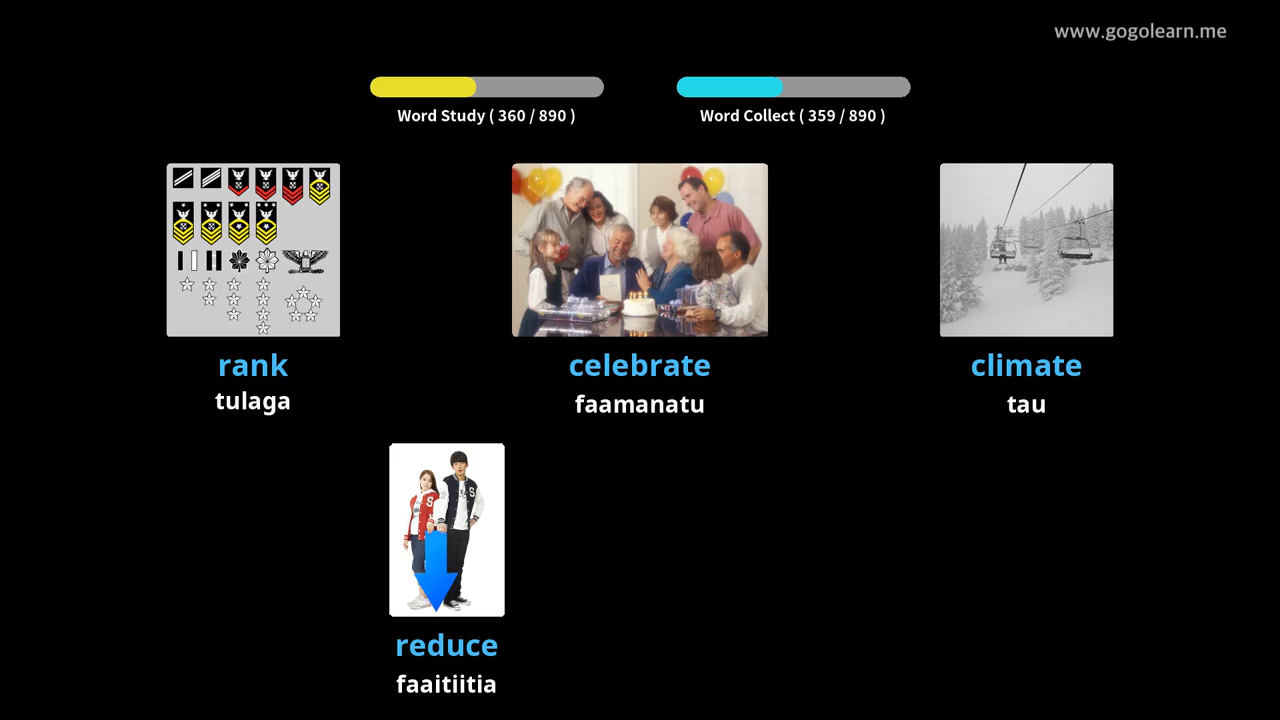 www.gogolearn.me
Word Study ( 360 / 890 )
Word Collect ( 359 / 890 )
rank
tulaga
celebrate
faamanatu
climate
tau
S
S
reduce
faaitiitia